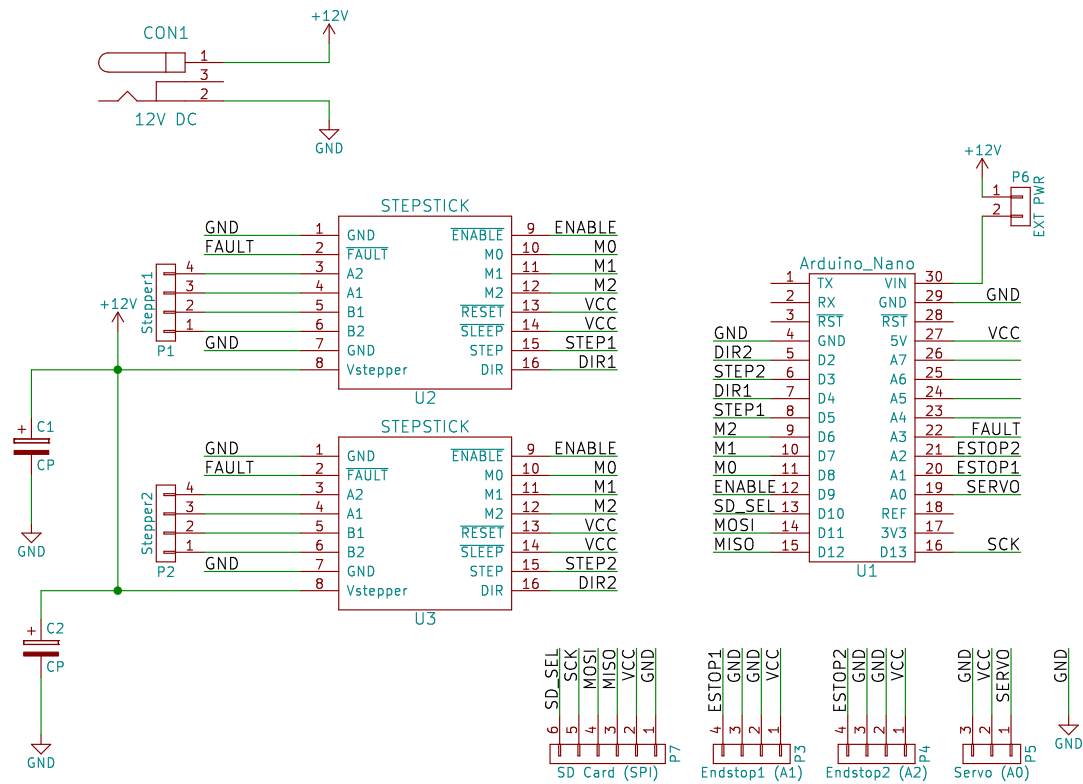 +12V
CON1
1
3
2
12V DC
GND
STEPSTICK
GND 1 GND ENABLE 9 ENABLE
FAULT 2 FAULT M0 10 M0
4 3 A2 M1 11 M1
3 4 A1 M2 12 M2
2 5 B1 RESET 13 VCC
1 6 B2 SLEEP 14 VCC
GND 7 GND STEP 15 STEP1
8 Vstepper DIR 16 DIR1
Stepper1
P1
U2
+12V
STEPSTICK
GND 1 GND ENABLE 9 ENABLE
FAULT 2 FAULT M0 10 M0
4 3 A2 M1 11 M1
3 4 A1 M2 12 M2
2 5 B1 RESET 13 VCC
1 6 B2 SLEEP 14 VCC
GND 7 GND STEP 15 STEP2
8 Vstepper DIR 16 DIR2
Stepper2
P2
U3
+ C1
CP
GND
+ C2
CP
GND
+12V
P6
1
2
EXT PWR
Arduino_Nano
1 TX VIN 30
2 RX GND 29 GND
3 RST RST 28
GND 4 GND 5V 27 VCC
DIR2 5 D2 A7 26
STEP2 6 D3 A6 25
DIR1 7 D4 A5 24
STEP1 8 D5 A4 23
M2 9 D6 A3 22 FAULT
M1 10 D7 A2 21 ESTOP2
M0 11 D8 A1 20 ESTOP1
ENABLE 12 D9 A0 19 SERVO
SD_SEL 13 D10 REF 18
MOSI 14 D11 3V3 17
MISO 15 D12 D13 16 SCK
U1
SD_SEL SCK MOSI MISO VCC GND
6 5 4 3 2 1
P7
SD Card (SPI)
ESTOP1 GND GND VCC
4 3 2 1
P3
Endstop1 (A1)
ESTOP2 GND GND VCC
4 3 2 1
P4
Endstop2 (A2)
GND VCC SERVO
3 2 1
P5
Servo (A0)
GND
GND